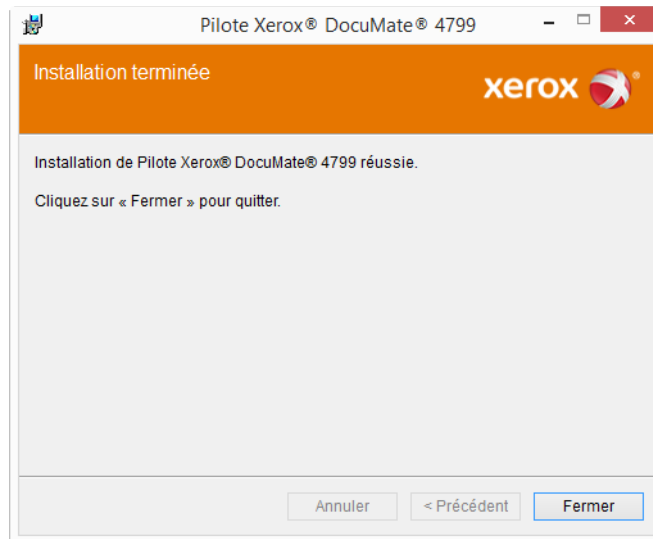 Pilote Xerox® DocuMate® 4799
Installation terminée
xerox
Installation de Pilote Xerox® DocuMate® 4799 réussie.
Cliquez sur « Fermer » pour quitter.
Annuler
< Précédent
Fermer